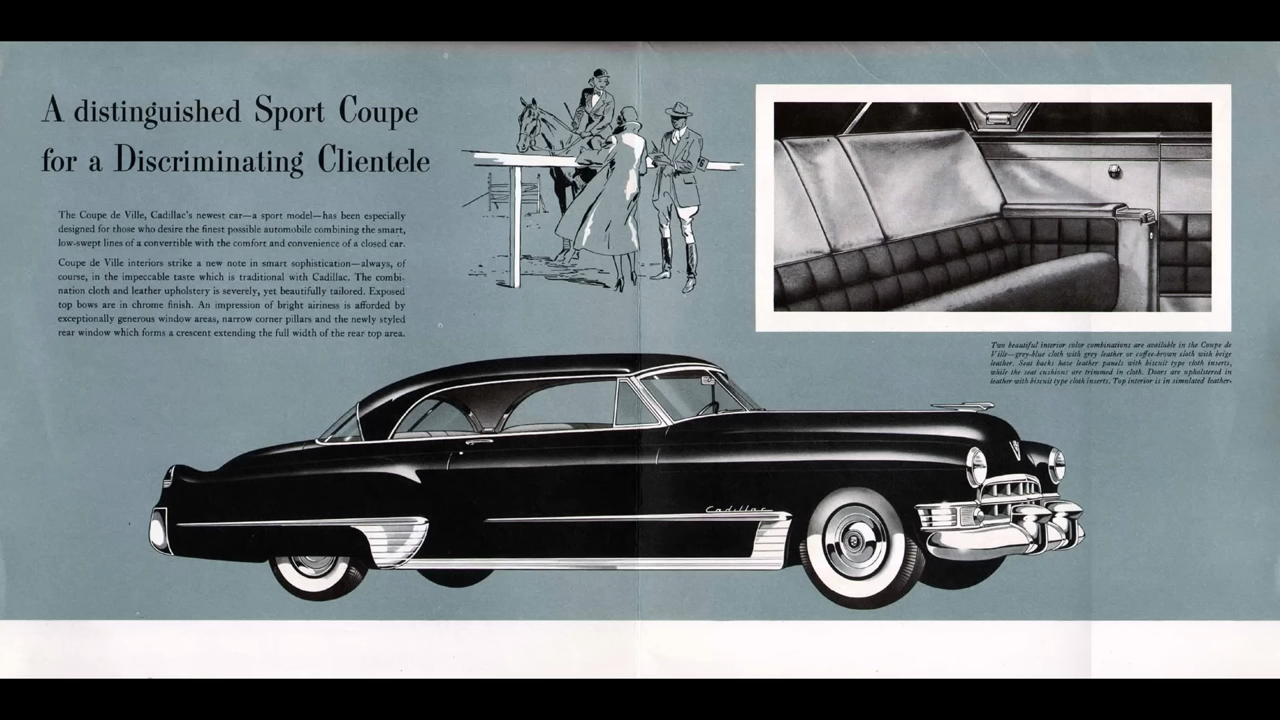 A distinguished Sport Coupe
for a Discriminating Clientele
The Coupe de Ville, Cadillac's newest car—a sport model—has been especially
designed for those who desire the finest possible automobile combining the smart,
low-swept lines of a convertible with the comfort and convenience of a closed car.
Coupe de Ville interiors strike a new note in smart sophistication—always, of
course, in the impeccable taste which is traditional with Cadillac. The combi-
nation cloth and leather upholstery is severely, yet beautifully tailored. Exposed
top bows are in chrome finish. An impression of bright airiness is afforded by
exceptionally generous window areas, narrow corner pillars and the newly styled
rear window which forms a crescent extending the full width of the rear top area.
Two beautiful interior color combinations are available in the Coupe de
Ville—grey-blue cloth with grey leather or coffee-brown cloth with beige
leather. Seat backs have leather panels with biscuit type cloth inserts,
while the seat cushions are trimmed in cloth. Doors are upholstered in
leather with biscuit type cloth inserts. Top interior is in simulated leather.
Cadillac